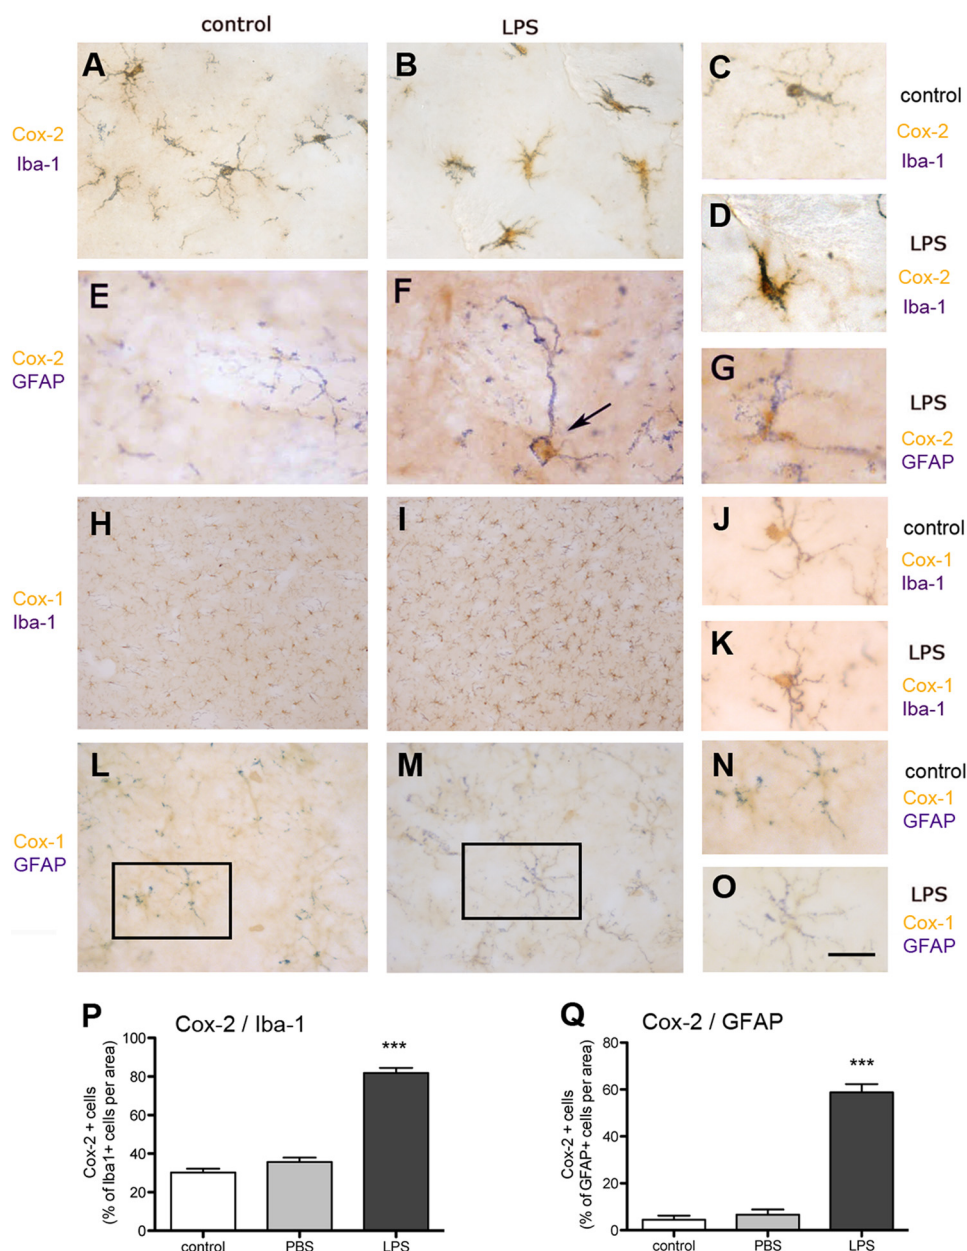 control
LPS
A
B
C
control
Cox-2
Iba-1
Cox-2
Iba-1
D
LPS
Cox-2
Iba-1
E
F
Cox-2
GFAP
G
LPS
Cox-2
GFAP
H
I
Cox-1
Iba-1
J
control
Cox-1
Iba-1
K
LPS
Cox-1
Iba-1
L
M
Cox-1
GFAP
N
control
Cox-1
GFAP
O
LPS
Cox-1
GFAP
P
Cox-2 / Iba-1
Cox-2 + cells
(% of Iba1+ cells per area)
100
80
60
40
20
0
***
control
PBS
LPS
Q
Cox-2 / GFAP
Cox-2 + cells
(% of GFAP+ cells per area)
80
60
40
20
0
***
control
PBS
LPS